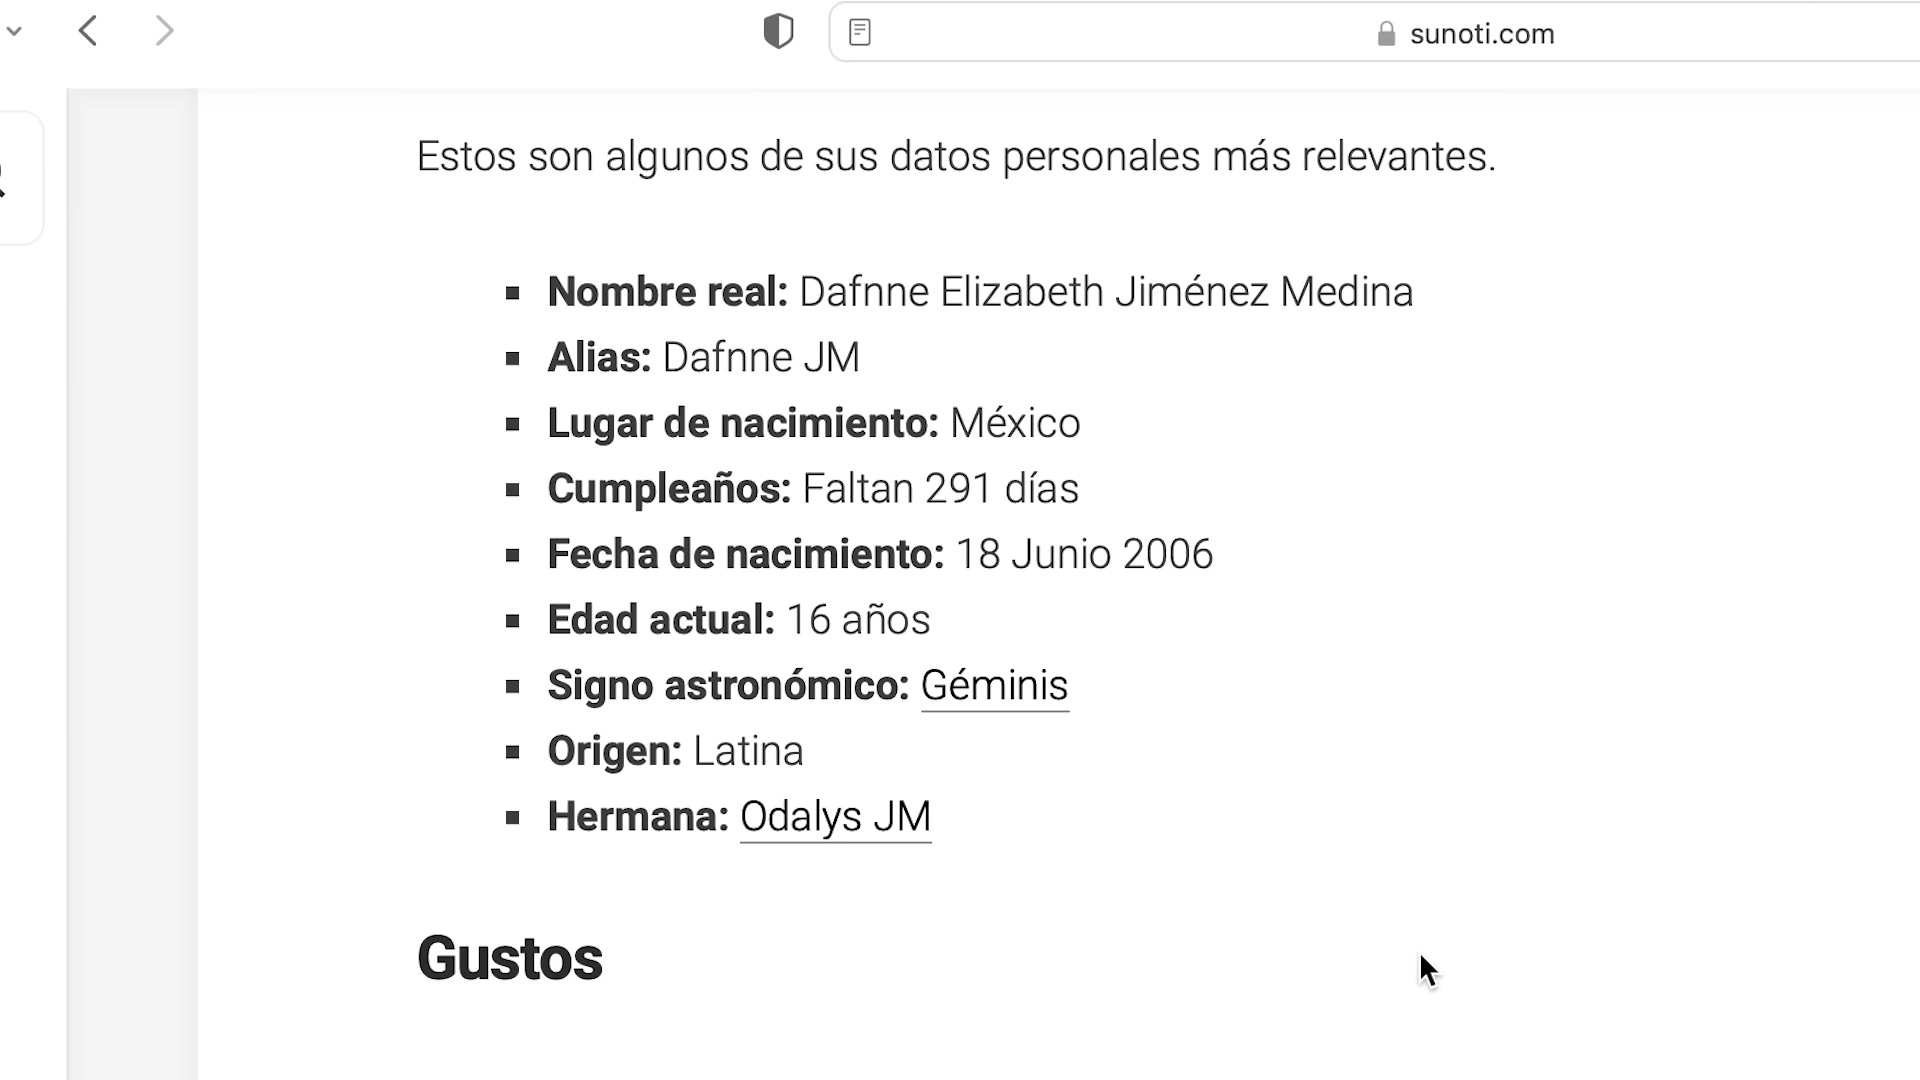 sunoti.com
Estos son algunos de sus datos personales más relevantes.
Nombre real: Dafnne Elizabeth Jiménez Medina
Alias: Dafnne JM
Lugar de nacimiento: México
Cumpleaños: Faltan 291 días
Fecha de nacimiento: 18 Junio 2006
Edad actual: 16 años
Signo astronómico: Géminis
Origen: Latina
Hermana: Odalys JM
Gustos